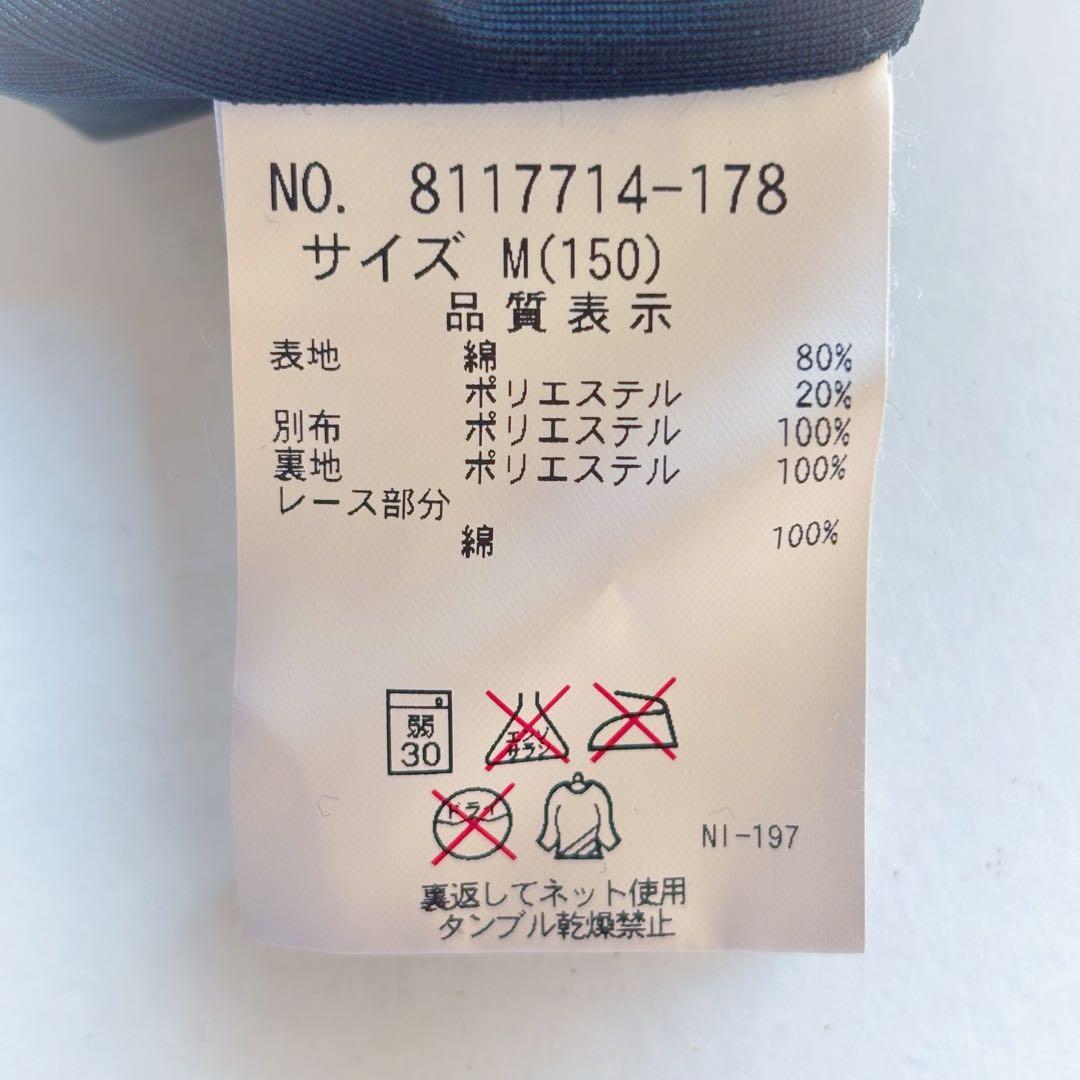 NO. 8117714-178
サイズ M(150)
品質表示
表地 綿 80%
ポリエステル 20%
別布 ポリエステル 100%
裏地 ポリエステル 100%
レース部分
綿 100%
弱
30
エンソ
サラシ
ドライ
NI-197
裏返してネット使用
タンブル乾燥禁止